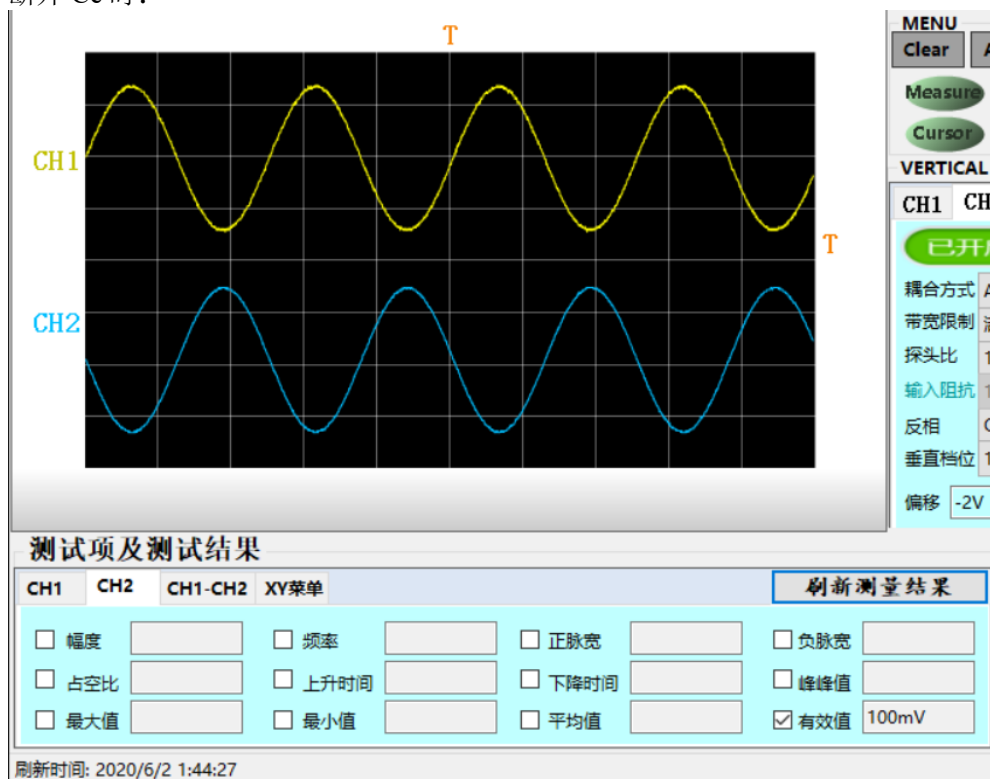 断开 Ce 时：
T
MENU
Clear
Measure
Cursor
CH1
VERTICAL
CH1
T
耦合方式
带宽限制
CH2
探头比
输入阻抗
反相
垂直档位
偏移 -2V
测试项及测试结果
CH1 CH2 CH1-CH2 XY菜单 刷新测量结果
幅度 频率 正脉宽 负脉宽
占空比 上升时间 下降时间 峰峰值
最大值 最小值 平均值 有效值 100mV
刷新时间: 2020/6/2 1:44:27